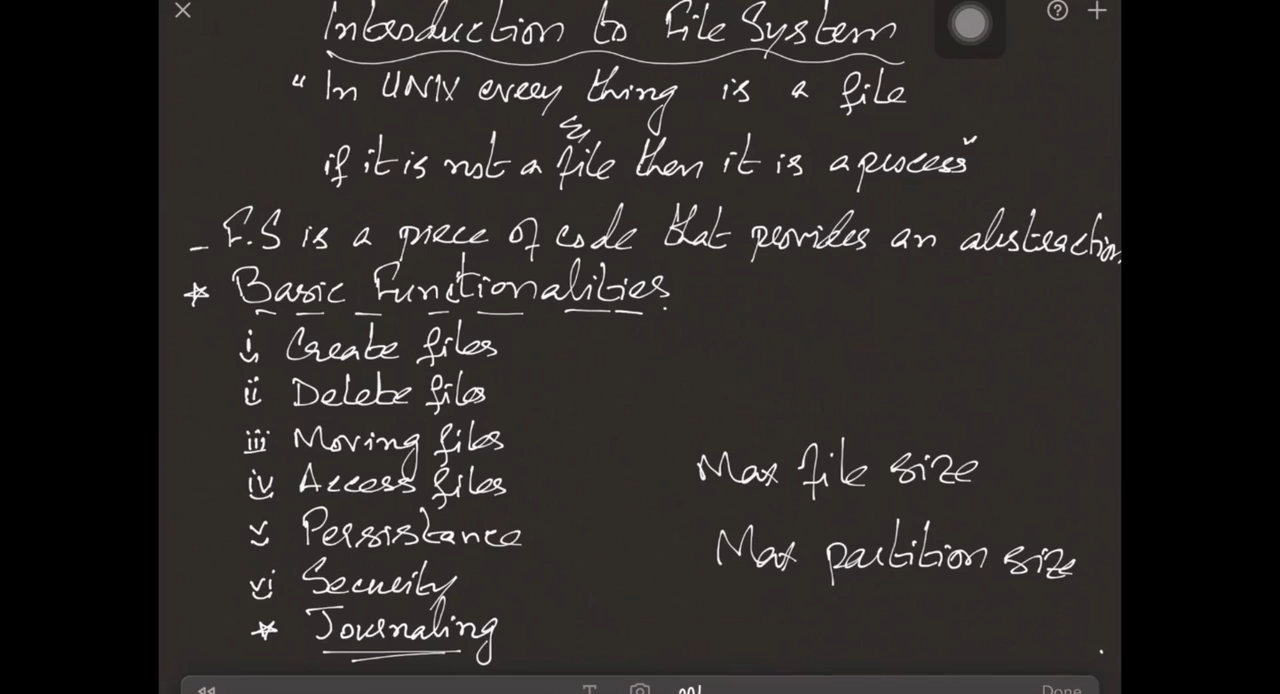 Introduction to File System
" In UNIX every thing is a file
if it is not a file then it is a process"
- F.S is a piece of code that provides an abstraction
* Basic Functionalities
i Create files
ii Delete files
iii Moving files
iv Access files
v Persistance
vi Security
* Journaling
Max file size
Max partition size
Done